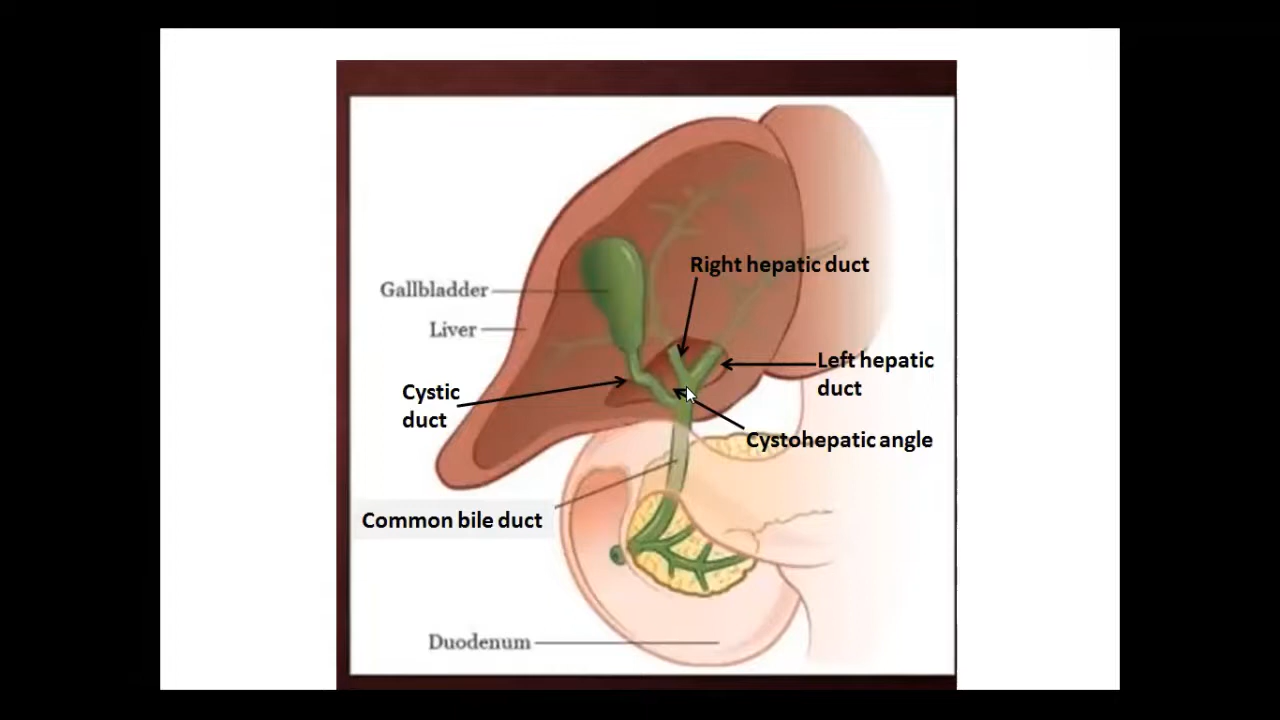 Right hepatic duct
Gallbladder
Liver
Left hepatic
duct
Cystic
duct
Cystohepatic angle
Common bile duct
Duodenum